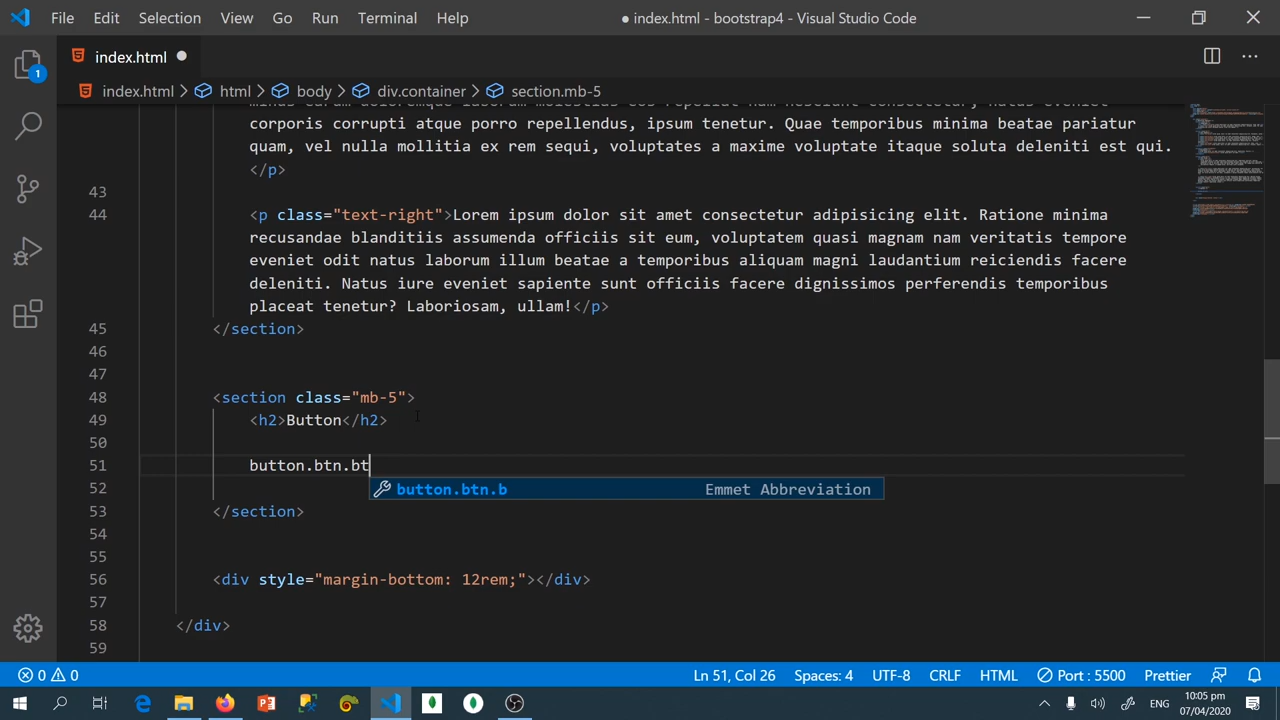 File Edit Selection View Go Run Terminal Help ● index.html - bootstrap4 - Visual Studio Code
index.html
index.html > html > body > div.container > section.mb-5
corporis corrupti atque porro repellendus, ipsum tenetur. Quae temporibus minima beatae pariatur
quam, vel nulla mollitia ex rem sequi, voluptates a maxime voluptate itaque soluta deleniti est qui.
</p>
43
44 <p class="text-right">Lorem ipsum dolor sit amet consectetur adipisicing elit. Ratione minima
recusandae blanditiis assumenda officiis sit eum, voluptatem quasi magnam nam veritatis tempore
eveniet odit natus laborum illum beatae a temporibus aliquam magni laudantium reiciendis facere
deleniti. Natus iure eveniet sapiente sunt officiis facere dignissimos perferendis temporibus
placeat tenetur? Laboriosam, ullam!</p>
45 </section>
46
47
48 <section class="mb-5">
49 <h2>Button</h2>
50
51 button.btn.bt
52 button.btn.b Emmet Abbreviation
53 </section>
54
55
56 <div style="margin-bottom: 12rem;"></div>
57
58 </div>
59
0 0 Ln 51, Col 26 Spaces: 4 UTF-8 CRLF HTML Port : 5500 Prettier
ENG 10:05 pm
07/04/2020
1